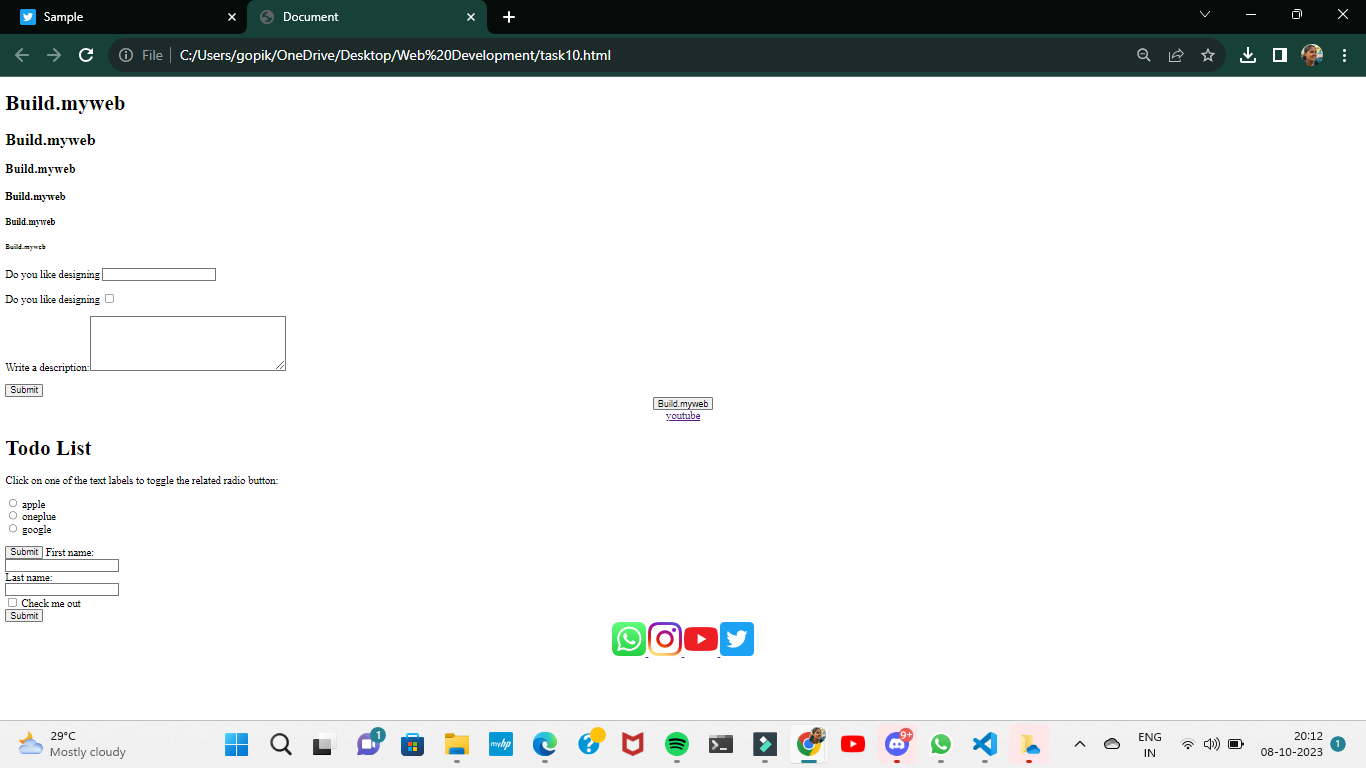 Sample
Document
File
C:/Users/gopik/OneDrive/Desktop/Web%20Development/task10.html
Build.myweb
Build.myweb
Build.myweb
Build.myweb
Build.myweb
Build.myweb
Do you like designing
Do you like designing
Write a description:
Submit
Build.myweb
youtube
Todo List
Click on one of the text labels to toggle the related radio button:
apple
oneplue
google
Submit First name:
Last name:
Check me out
Submit
29°C
Mostly cloudy
1
myhp
9+
ENG
IN
20:12
08-10-2023
1